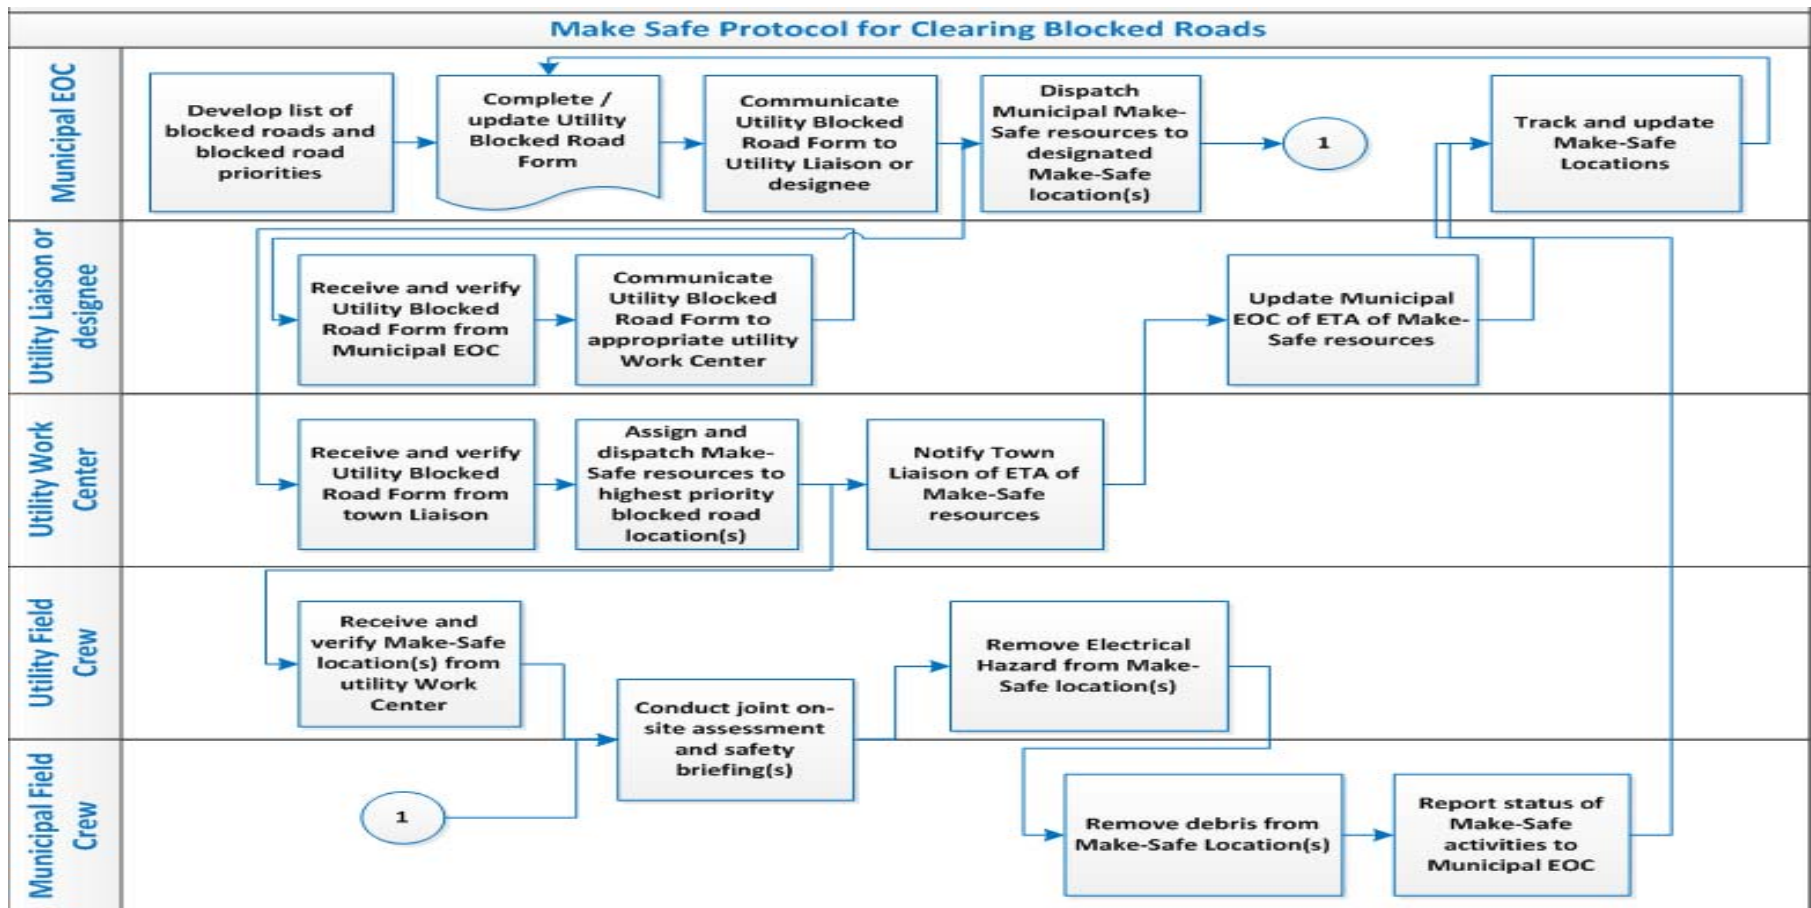 Make Safe Protocol for Clearing Blocked Roads
Municipal EOC
Develop list of
blocked roads and
blocked road
priorities
Complete /
update Utility
Blocked Road
Form
Communicate
Utility Blocked
Road Form to
Utility Liaison or
designee
Dispatch
Municipal Make-
Safe resources to
designated
Make-Safe
location(s)
1
Track and update
Make-Safe
Locations
Utility Liaison or
designee
Receive and verify
Utility Blocked
Road Form from
Municipal EOC
Communicate
Utility Blocked
Road Form to
appropriate utility
Work Center
Update Municipal
EOC of ETA of Make-
Safe resources
Utility Work
Center
Receive and verify
Utility Blocked
Road Form from
town Liaison
Assign and
dispatch Make-
Safe resources to
highest priority
blocked road
location(s)
Notify Town
Liaison of ETA of
Make-Safe
resources
Utility Field
Crew
Receive and
verify Make-Safe
location(s) from
utility Work
Center
Conduct joint on-
site assessment
and safety
briefing(s)
Remove Electrical
Hazard from Make-
Safe location(s)
Municipal Field
Crew
1
Remove debris from
Make-Safe Location(s)
Report status of
Make-Safe
activities to
Municipal EOC